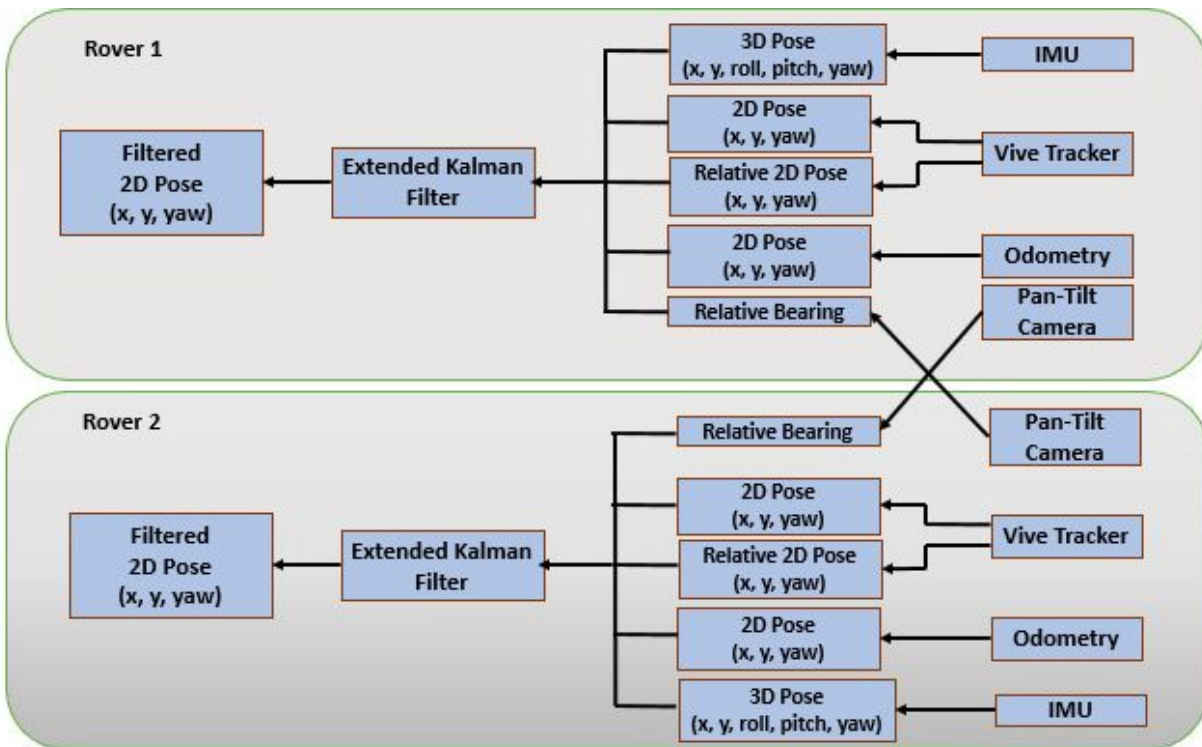 Rover 1
3D Pose
(x, y, roll, pitch, yaw)
IMU
2D Pose
(x, y, yaw)
Vive Tracker
Filtered
2D Pose
(x, y, yaw)
Extended Kalman
Filter
Relative 2D Pose
(x, y, yaw)
2D Pose
(x, y, yaw)
Odometry
Relative Bearing
Pan-Tilt
Camera
Rover 2
Relative Bearing
Pan-Tilt
Camera
2D Pose
(x, y, yaw)
Vive Tracker
Filtered
2D Pose
(x, y, yaw)
Extended Kalman
Filter
Relative 2D Pose
(x, y, yaw)
2D Pose
(x, y, yaw)
Odometry
3D Pose
(x, y, roll, pitch, yaw)
IMU